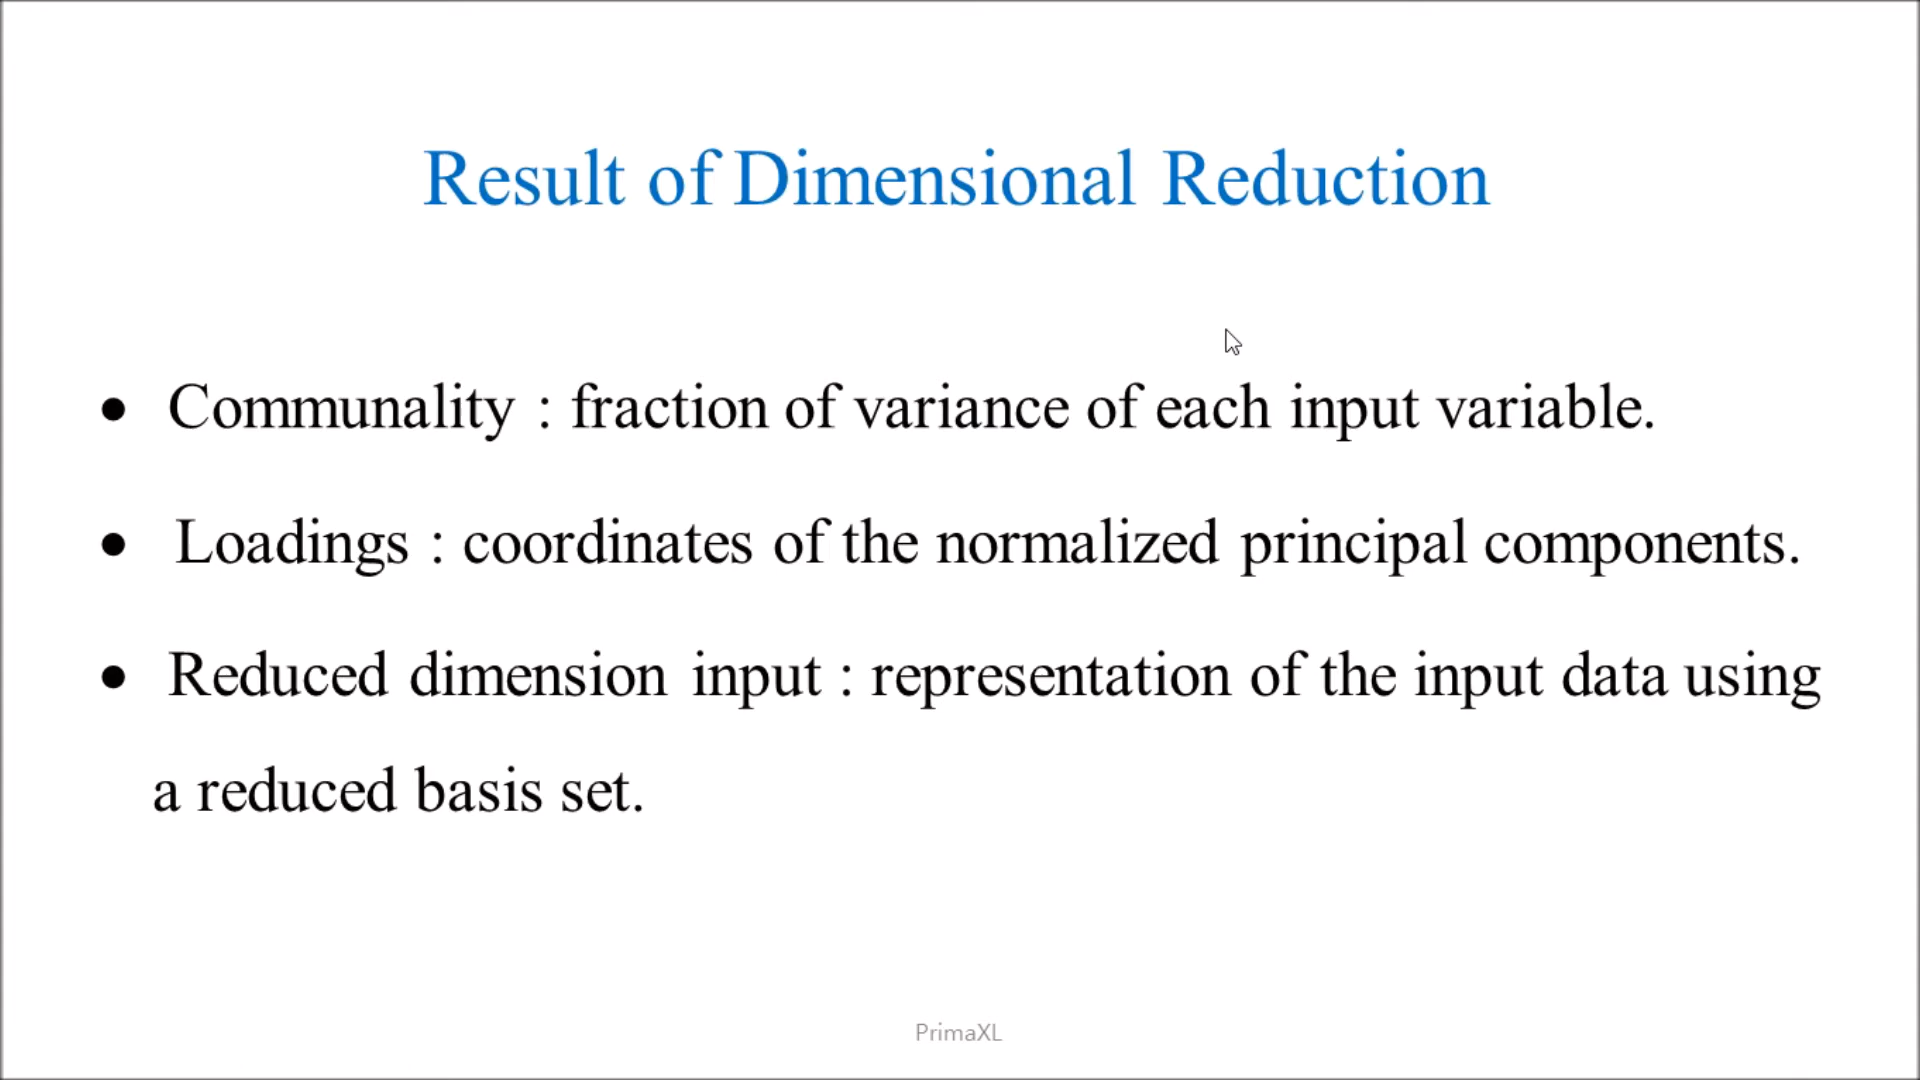 Result of Dimensional Reduction
• Communality : fraction of variance of each input variable.
• Loadings : coordinates of the normalized principal components.
• Reduced dimension input : representation of the input data using
a reduced basis set.
PrimaXL